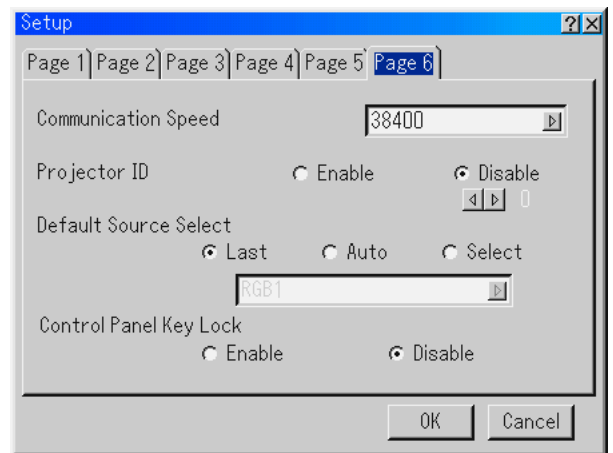 Setup
Page 1 Page 2 Page 3 Page 4 Page 5 Page 6
Communication Speed 38400
Projector ID Enable Disable
0
Default Source Select
Last Auto Select
RGB1
Control Panel Key Lock
Enable Disable
OK Cancel